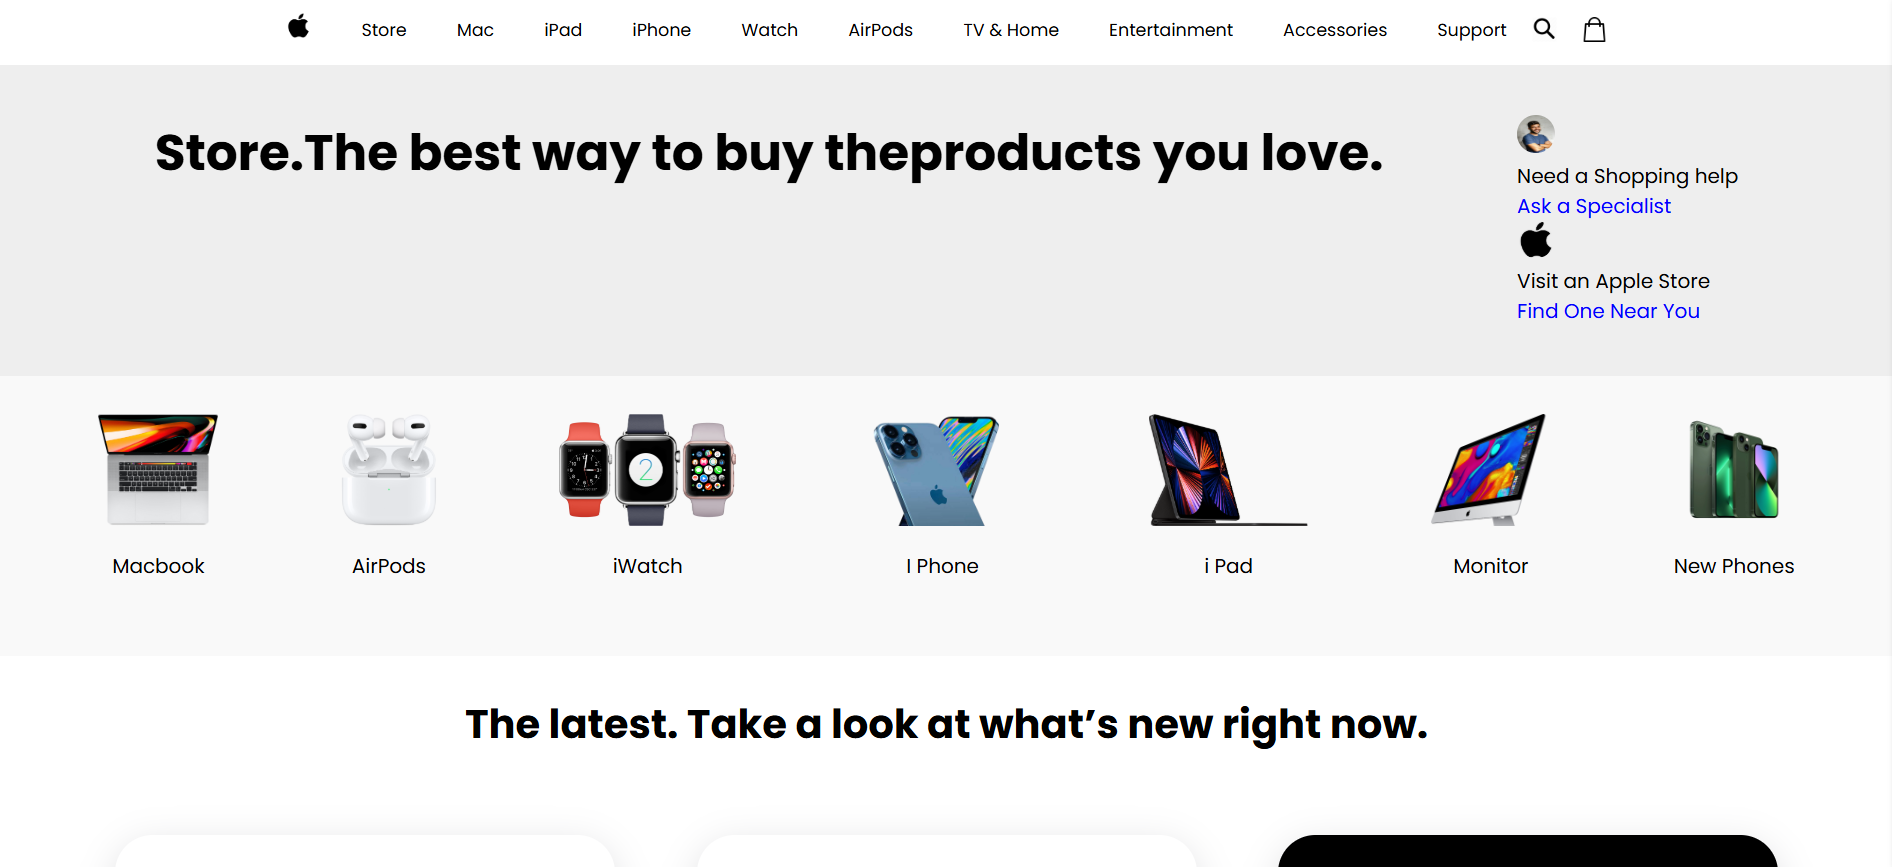 Store Mac iPad iPhone Watch AirPods TV & Home Entertainment Accessories Support
Store.The best way to buy theproducts you love.
Need a Shopping help
Ask a Specialist
Visit an Apple Store
Find One Near You
Macbook AirPods iWatch I Phone i Pad Monitor New Phones
The latest. Take a look at what’s new right now.